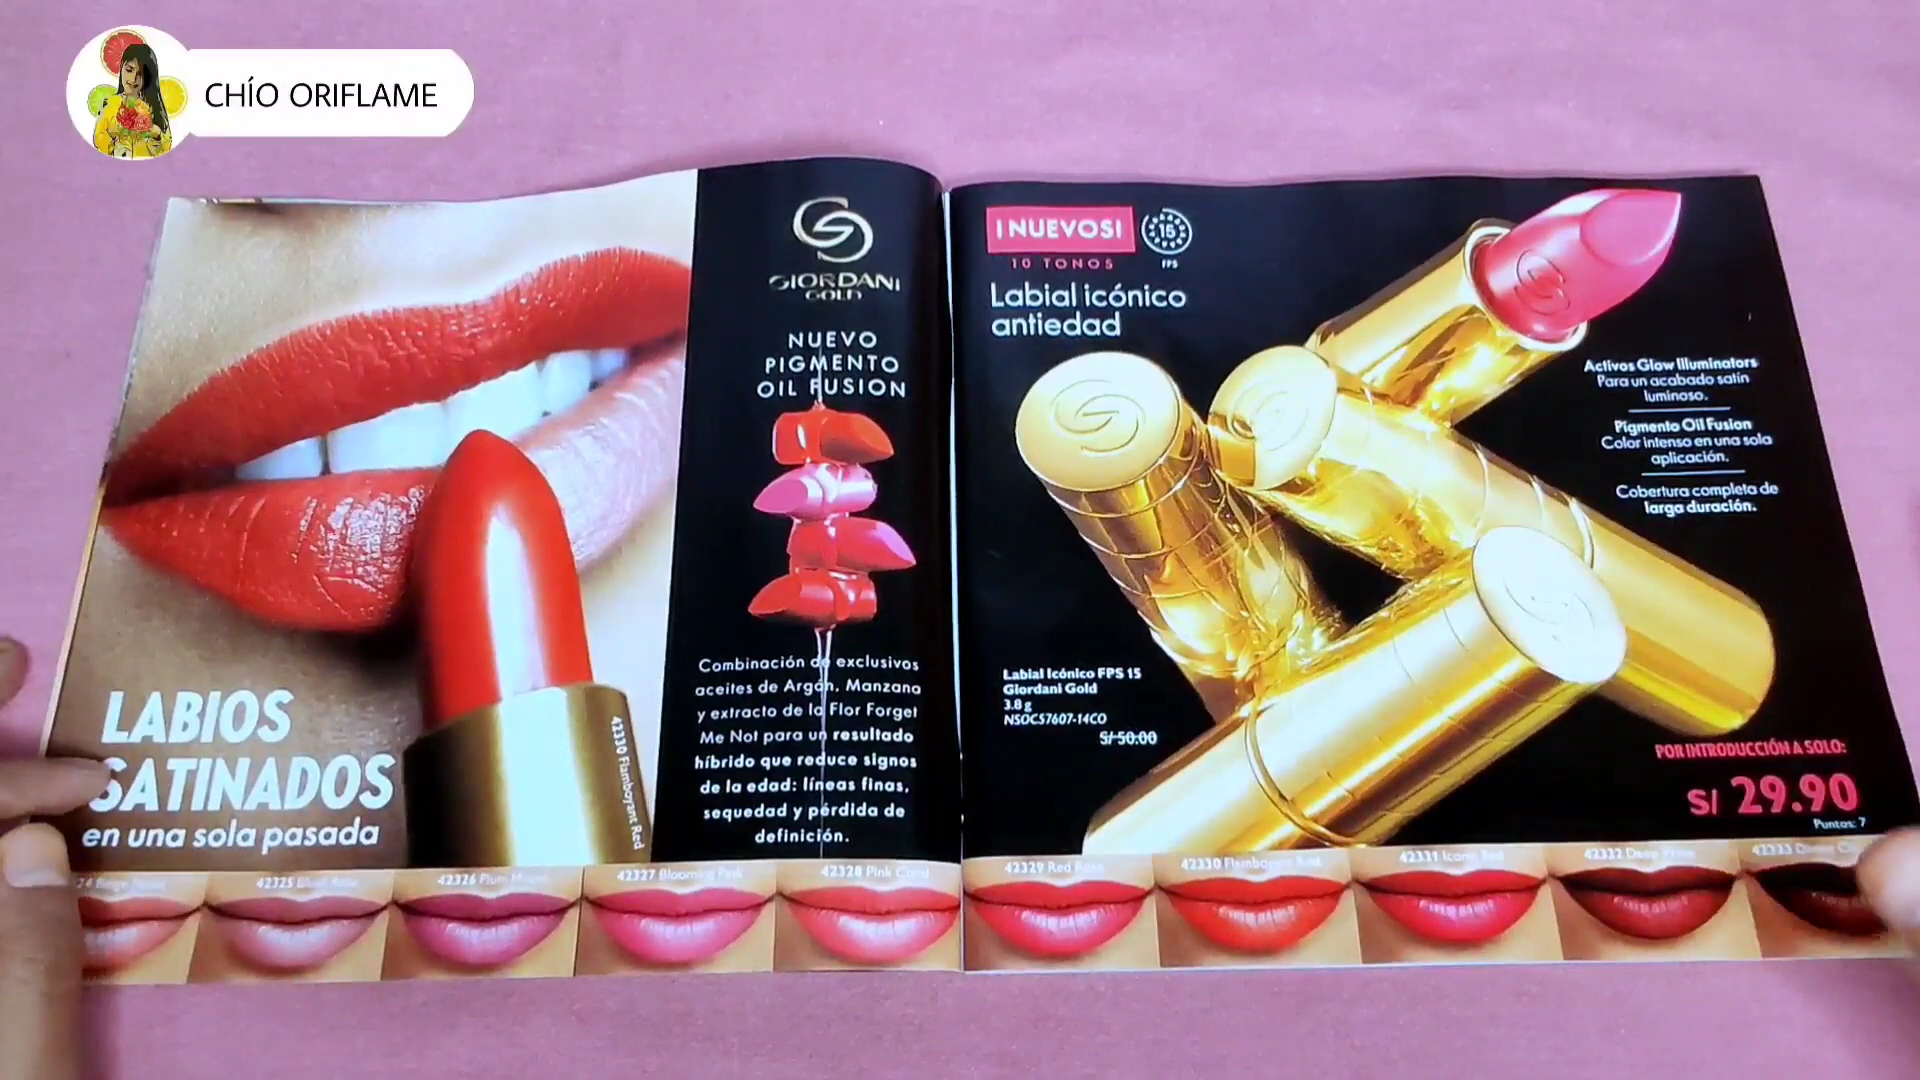 CHÍO ORIFLAME
GIORDANI
GOLD
NUEVO
PIGMENTO
OIL FUSION
Combinación de exclusivos
aceites de Argán, Manzana
y extracto de la Flor Forget
Me Not para un resultado
híbrido que reduce signos
de la edad: líneas finas,
sequedad y pérdida de
definición.
LABIOS
SATINADOS
en una sola pasada
42330 Flamboyant Red
42325
42326 Plum
42327 Blooming Pink
42328 Pink Coral
¡NUEVOS!
15
FPS
10 TONOS
Labial icónico
antiedad
Activos Glow Illuminators
Para un acabado satín
luminoso.
Pigmento Oil Fusion
Color intenso en una sola
aplicación.
Cobertura completa de
larga duración.
Labial Icónico FPS 15
Giordani Gold
3.8 g
NSOC57607-14CO
S/ 50.00
POR INTRODUCCIÓN A SOLO:
S/ 29.90
Puntos: 7
42329 Red
42330 Flamboyant Red
42331 Iconic Red
42332 Deep
42333